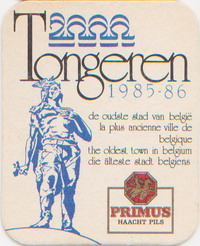 2000
Tongeren
1985-86
de oudste stad van belgië
la plus ancienne ville de
belgique
the oldest town in belgium
die älteste stadt belgiens
PRIMUS
HAACHT PILS